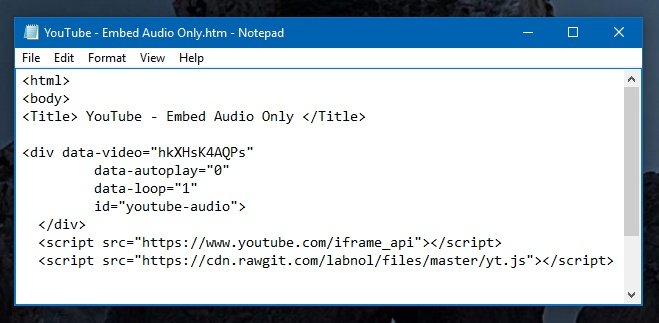 YouTube - Embed Audio Only.htm - Notepad
File Edit Format View Help
<html>
<body>
<Title> YouTube - Embed Audio Only </Title>
<div data-video="hkXHsK4AQPs"
data-autoplay="0"
data-loop="1"
id="youtube-audio">
</div>
<script src="https://www.youtube.com/iframe_api"></script>
<script src="https://cdn.rawgit.com/labnol/files/master/yt.js"></script>